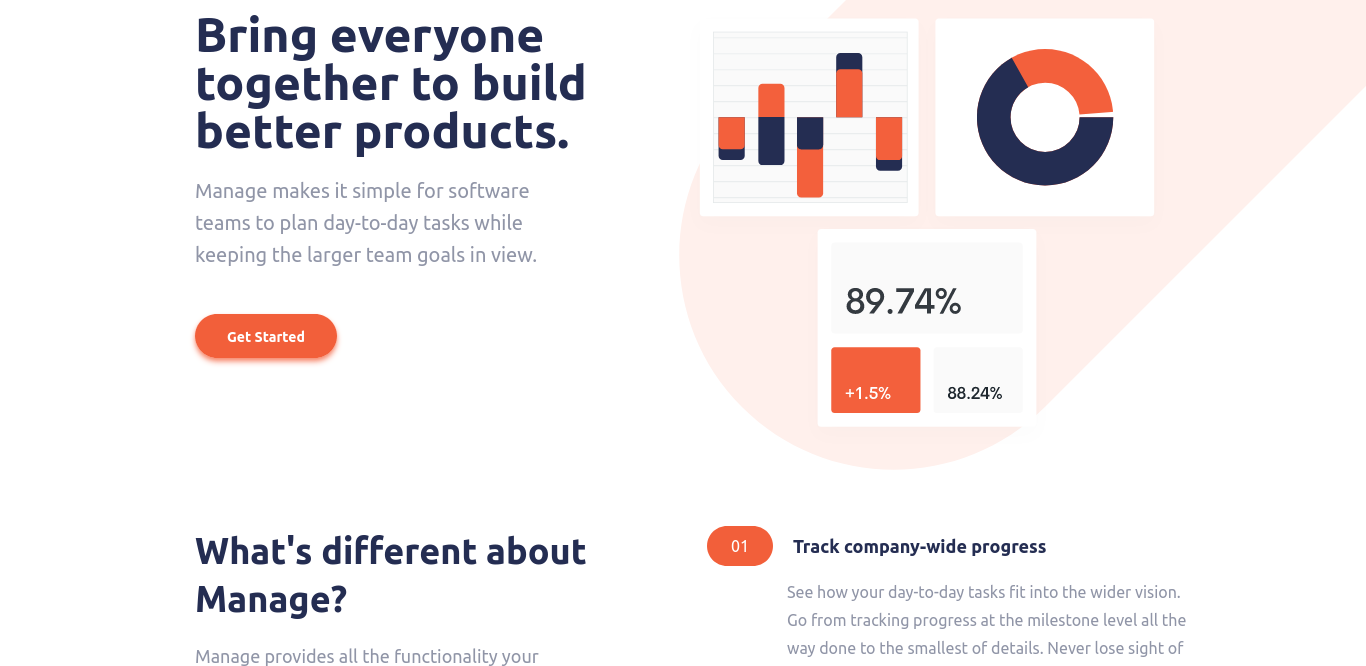 Bring everyone
together to build
better products.
Manage makes it simple for software
teams to plan day-to-day tasks while
keeping the larger team goals in view.
Get Started
89.74%
+1.5%
88.24%
What's different about
Manage?
Manage provides all the functionality your
01
Track company-wide progress
See how your day-to-day tasks fit into the wider vision.
Go from tracking progress at the milestone level all the
way done to the smallest of details. Never lose sight of